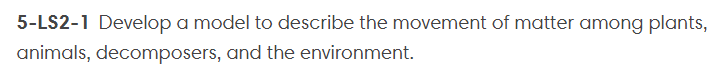 5-LS2-1 Develop a model to describe the movement of matter among plants,
animals, decomposers, and the environment.